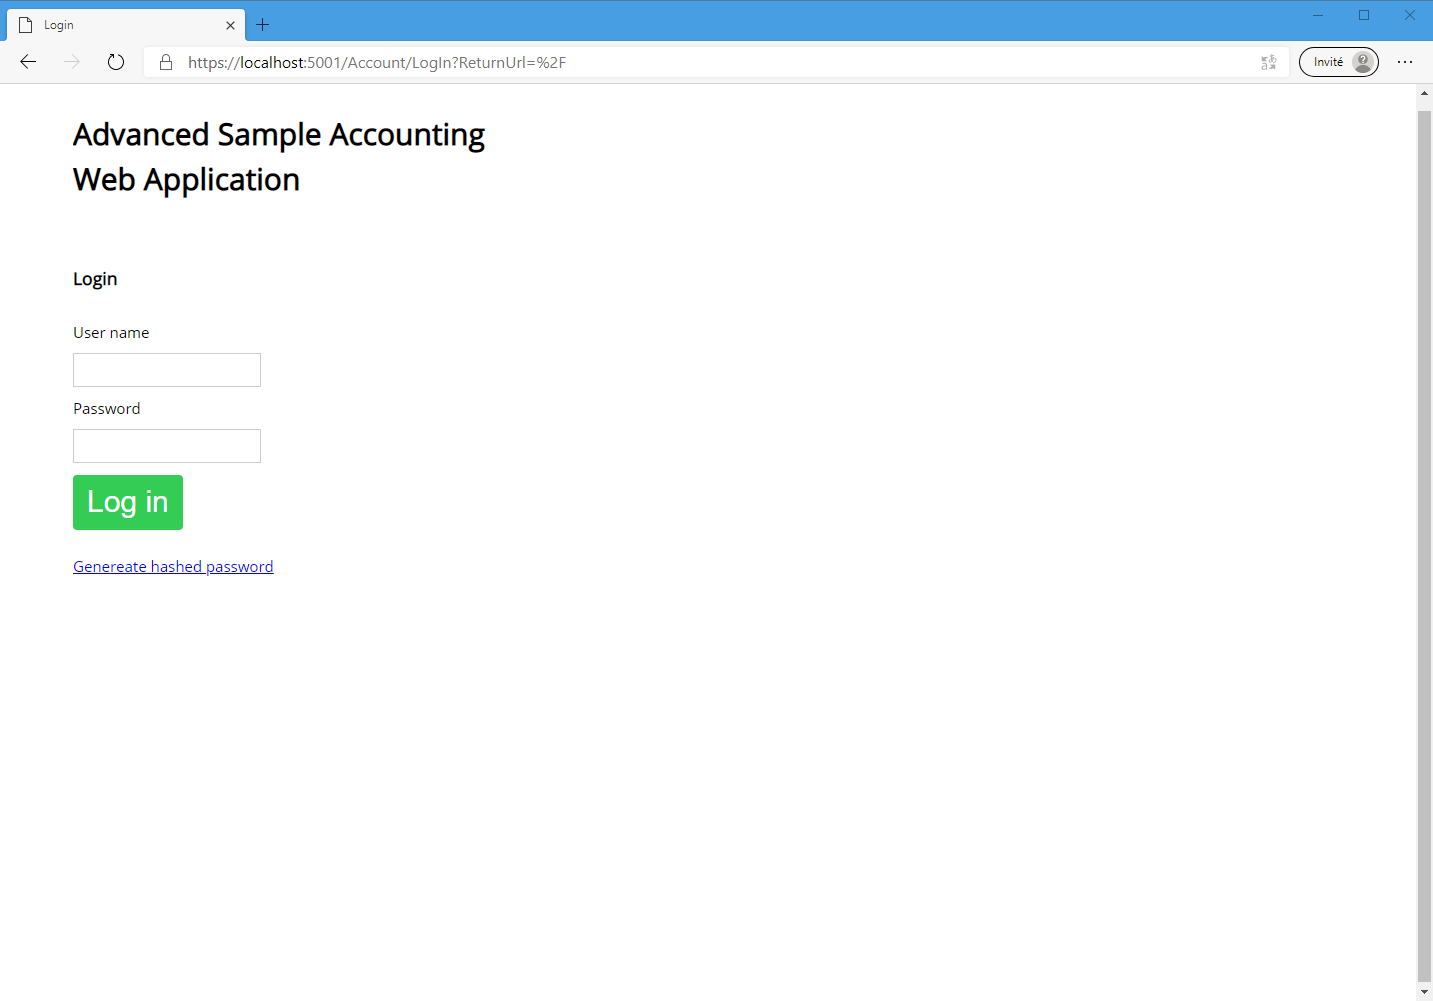 Login
https://localhost:5001/Account/LogIn?ReturnUrl=%2F
Invité
Advanced Sample Accounting
Web Application
Login
User name
Password
Log in
Genereate hashed password